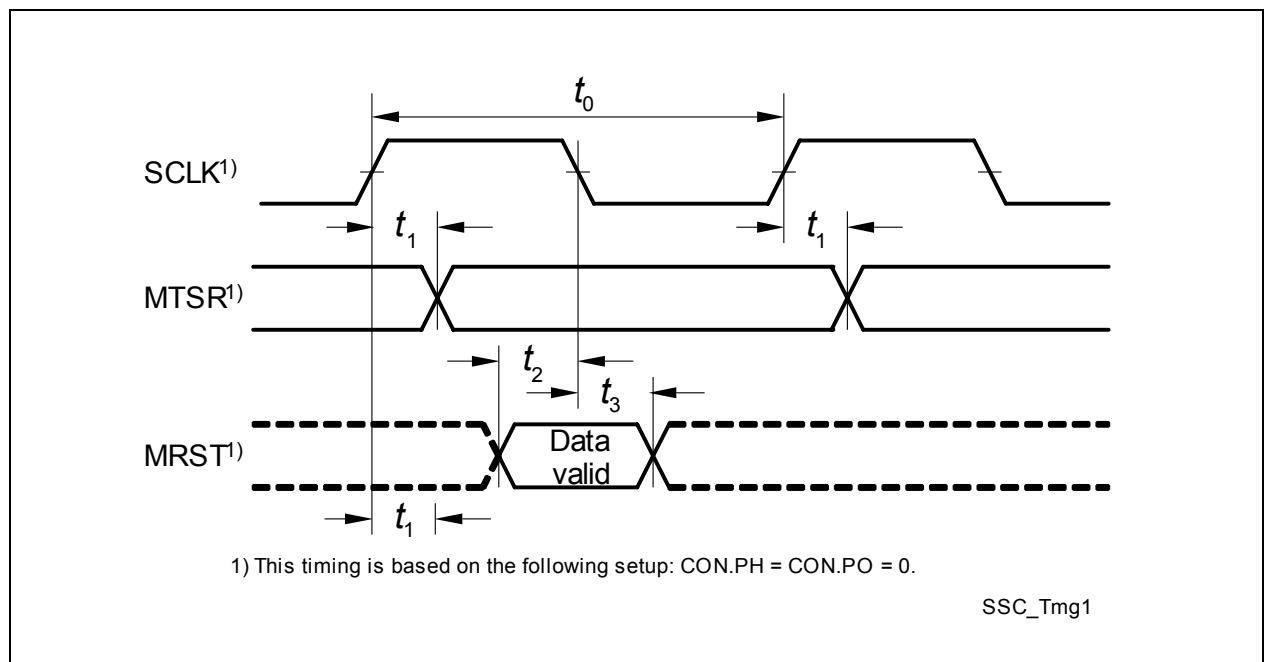 t0
SCLK1)
t1
t1
MTSR1)
t2
t3
MRST1)
Data
valid
t1
1) This timing is based on the following setup: CON.PH = CON.PO = 0.
SSC_Tmg1